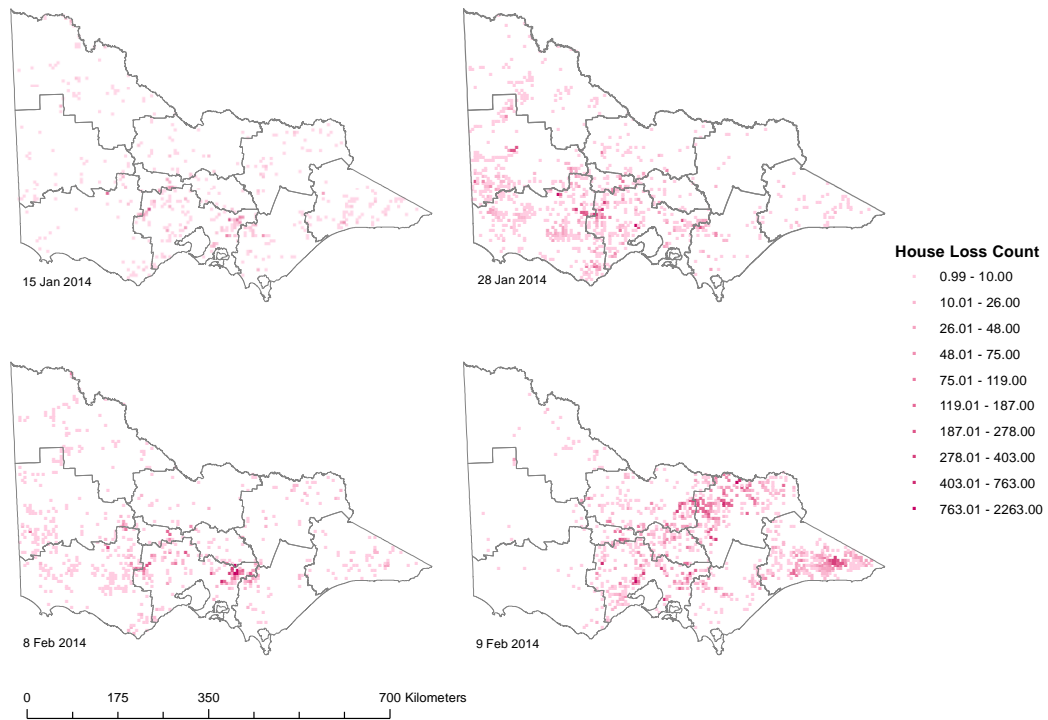 15 Jan 2014
28 Jan 2014
House Loss Count
0.99 - 10.00
10.01 - 26.00
26.01 - 48.00
48.01 - 75.00
75.01 - 119.00
119.01 - 187.00
187.01 - 278.00
278.01 - 403.00
403.01 - 763.00
763.01 - 2263.00
8 Feb 2014
9 Feb 2014
0 175 350 700 Kilometers